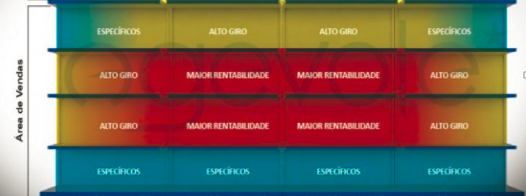 Área de Vendas
ESPECÍFICOS ALTO GIRO ALTO GIRO ESPECÍFICOS
ALTO GIRO MAIOR RENTABILIDADE MAIOR RENTABILIDADE ALTO GIRO
ALTO GIRO MAIOR RENTABILIDADE MAIOR RENTABILIDADE ALTO GIRO
ESPECÍFICOS ESPECÍFICOS ESPECÍFICOS ESPECÍFICOS